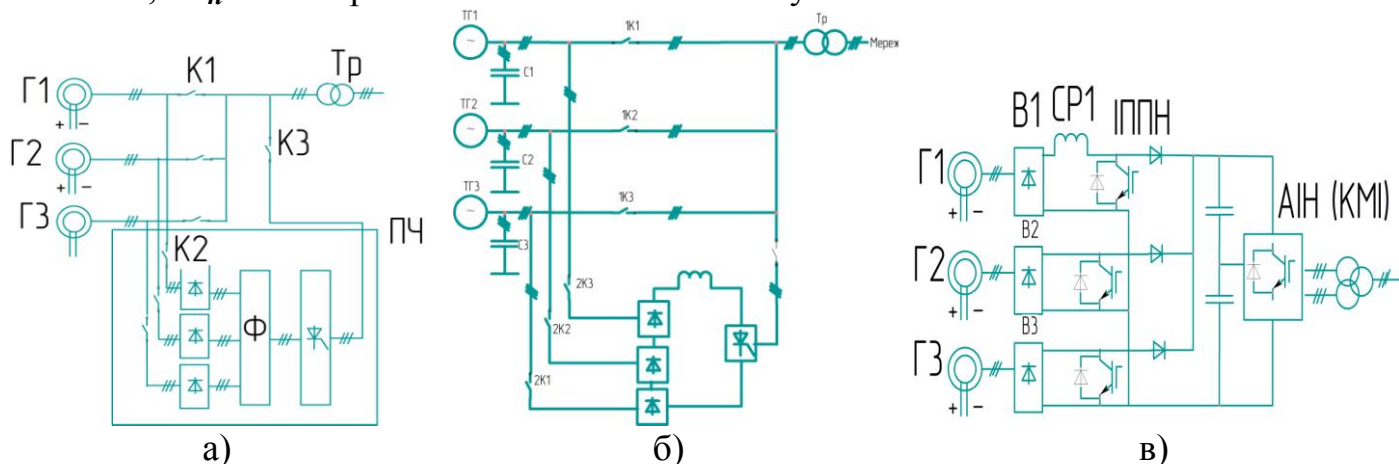 n
Г1
Г2
Г3
+ −
+ −
К1
К2
К3
Тр
ПЧ
Ф
а)
ТГ1
ТГ2
ТГ3
~
~
~
С1
С2
С3
1К1
1К2
1К3
2К3
2К2
2К1
Тр
Мереж
б)
Г1
Г2
Г3
+ −
+ −
+ −
В1
СР1
ІППН
В2
В3
АІН (КМІ)
в)